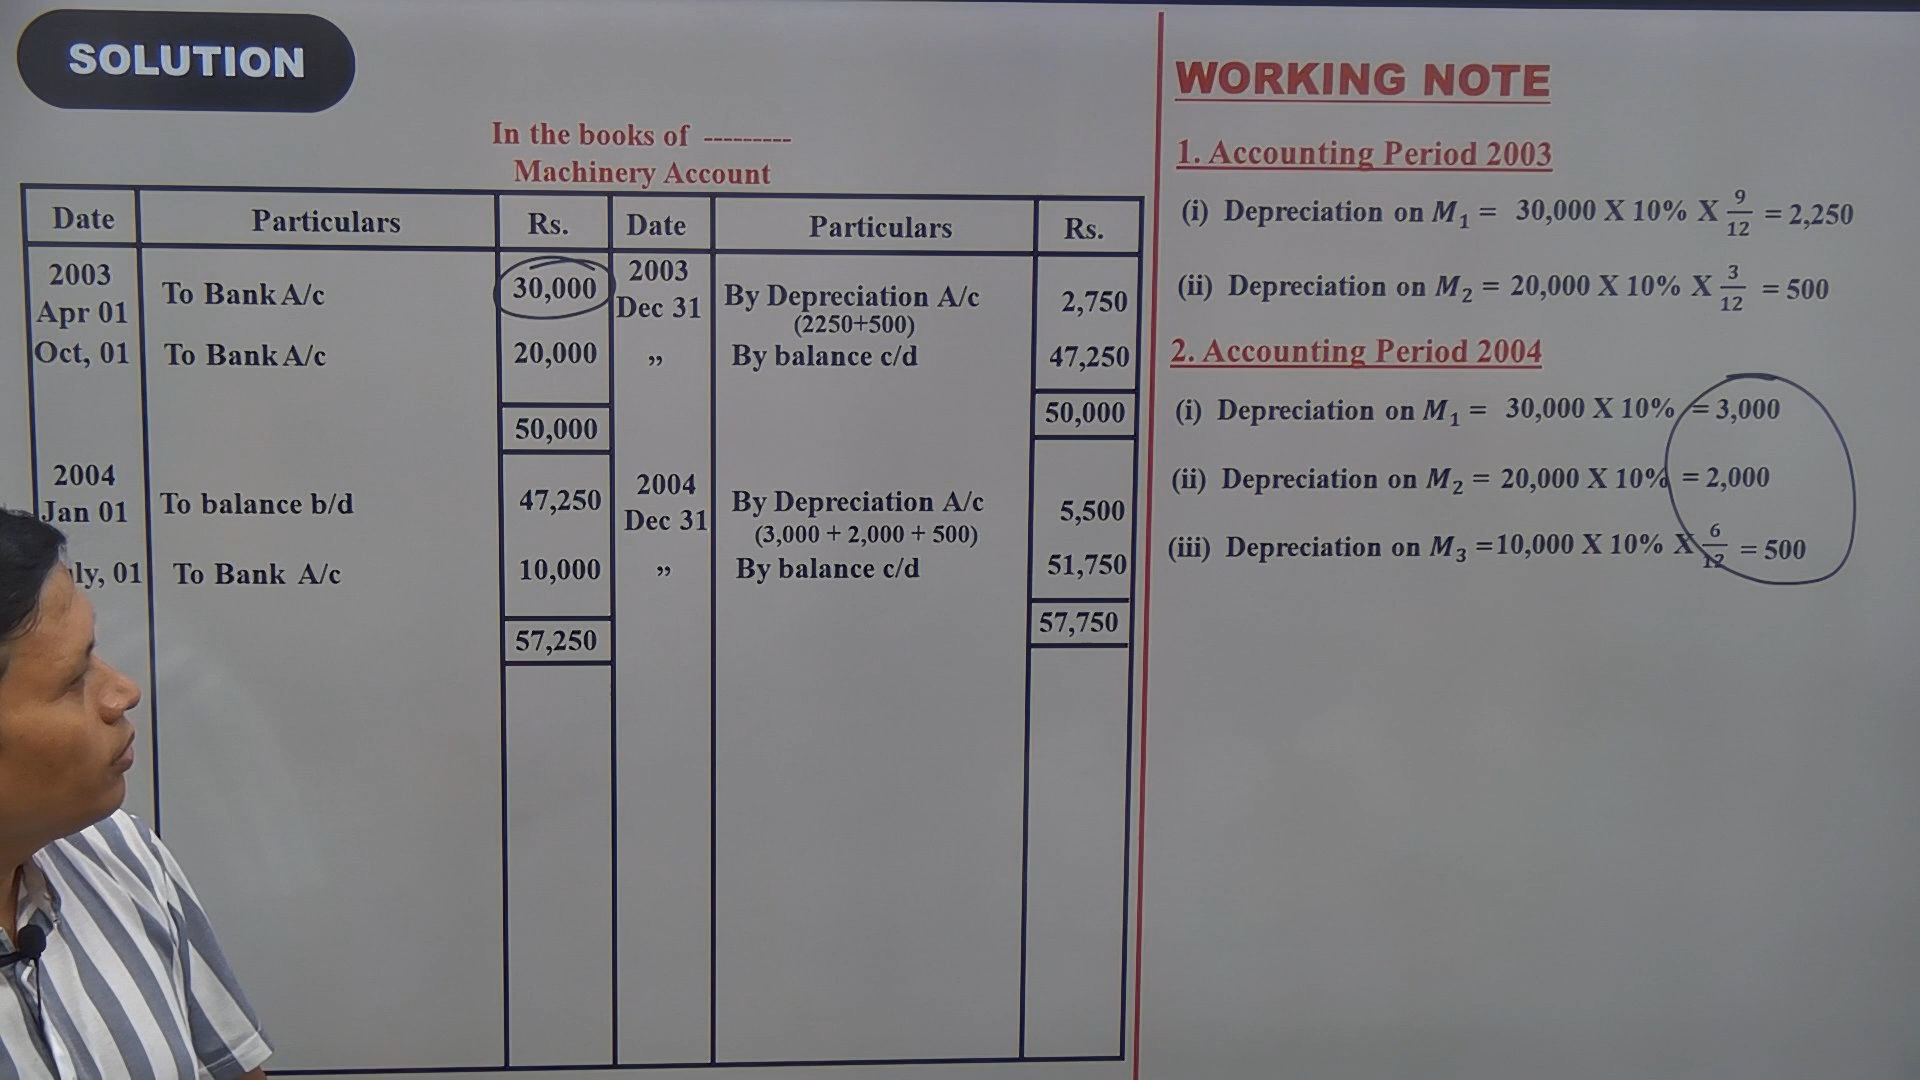 SOLUTION
In the books of ---------
Machinery Account
Date Particulars Rs. Date Particulars Rs.
2003 2003
Apr 01 To Bank A/c 30,000 Dec 31 By Depreciation A/c 2,750
(2250+500)
Oct, 01 To Bank A/c 20,000 ,, By balance c/d 47,250
50,000 50,000
2004 2004
Jan 01 To balance b/d 47,250 Dec 31 By Depreciation A/c 5,500
(3,000 + 2,000 + 500)
ly, 01 To Bank A/c 10,000 ,, By balance c/d 51,750
57,250 57,750
WORKING NOTE
1. Accounting Period 2003
(i) Depreciation on M₁ = 30,000 X 10% X 9/12 = 2,250
(ii) Depreciation on M₂ = 20,000 X 10% X 3/12 = 500
2. Accounting Period 2004
(i) Depreciation on M₁ = 30,000 X 10% = 3,000
(ii) Depreciation on M₂ = 20,000 X 10% = 2,000
(iii) Depreciation on M₃ =10,000 X 10% X 6/12 = 500